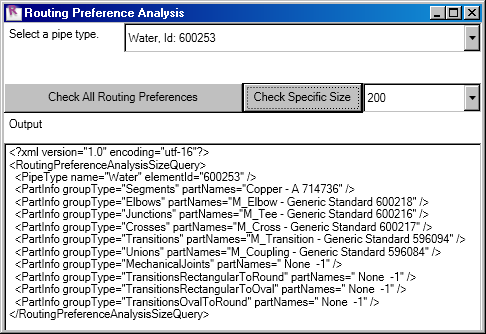 Routing Preference Analysis
Select a pipe type.
Water, Id: 600253
Check All Routing Preferences
Check Specific Size
200
Output
<?xml version="1.0" encoding="utf-16"?>
<RoutingPreferenceAnalysisSizeQuery>
<PipeType name="Water" elementId="600253" />
<PartInfo groupType="Segments" partNames="Copper - A 714736" />
<PartInfo groupType="Elbows" partNames="M_Elbow - Generic Standard 600218" />
<PartInfo groupType="Junctions" partNames="M_Tee - Generic Standard 600216" />
<PartInfo groupType="Crosses" partNames="M_Cross - Generic Standard 600217" />
<PartInfo groupType="Transitions" partNames="M_Transition - Generic Standard 596094" />
<PartInfo groupType="Unions" partNames="M_Coupling - Generic Standard 596084" />
<PartInfo groupType="MechanicalJoints" partNames=" None  -1" />
<PartInfo groupType="TransitionsRectangularToRound" partNames=" None  -1" />
<PartInfo groupType="TransitionsRectangularToOval" partNames=" None  -1" />
<PartInfo groupType="TransitionsOvalToRound" partNames=" None  -1" />
</RoutingPreferenceAnalysisSizeQuery>